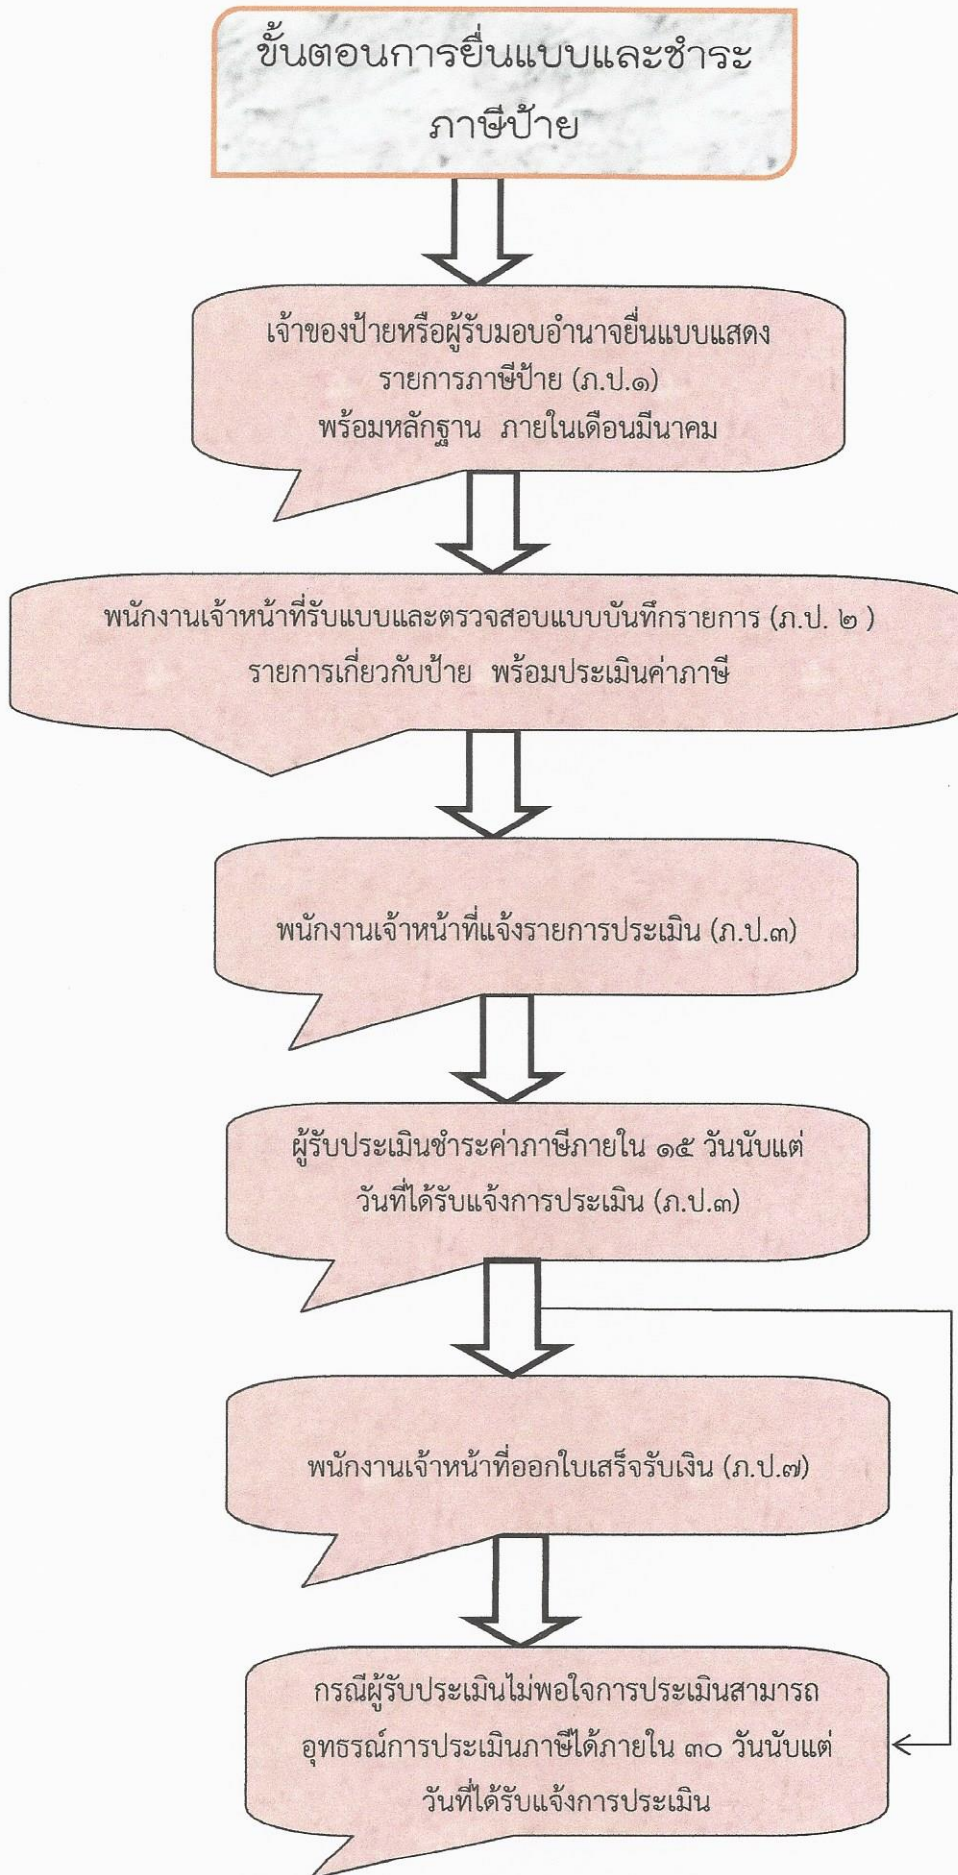 ขั้นตอนการยื่นแบบและชำระ
ภาษีป้าย
เจ้าของป้ายหรือผู้รับมอบอำนาจยื่นแบบแสดง
รายการภาษีป้าย (ภ.ป.๑)
พร้อมหลักฐาน ภายในเดือนมีนาคม
พนักงานเจ้าหน้าที่รับแบบและตรวจสอบแบบบันทึกรายการ (ภ.ป. ๒ )
รายการเกี่ยวกับป้าย พร้อมประเมินค่าภาษี
พนักงานเจ้าหน้าที่แจ้งรายการประเมิน (ภ.ป.๓)
ผู้รับประเมินชำระค่าภาษีภายใน ๑๕ วันนับแต่
วันที่ได้รับแจ้งการประเมิน (ภ.ป.๓)
พนักงานเจ้าหน้าที่ออกใบเสร็จรับเงิน (ภ.ป.๗)
กรณีผู้รับประเมินไม่พอใจการประเมินสามารถ
อุทธรณ์การประเมินภาษีได้ภายใน ๓๐ วันนับแต่
วันที่ได้รับแจ้งการประเมิน